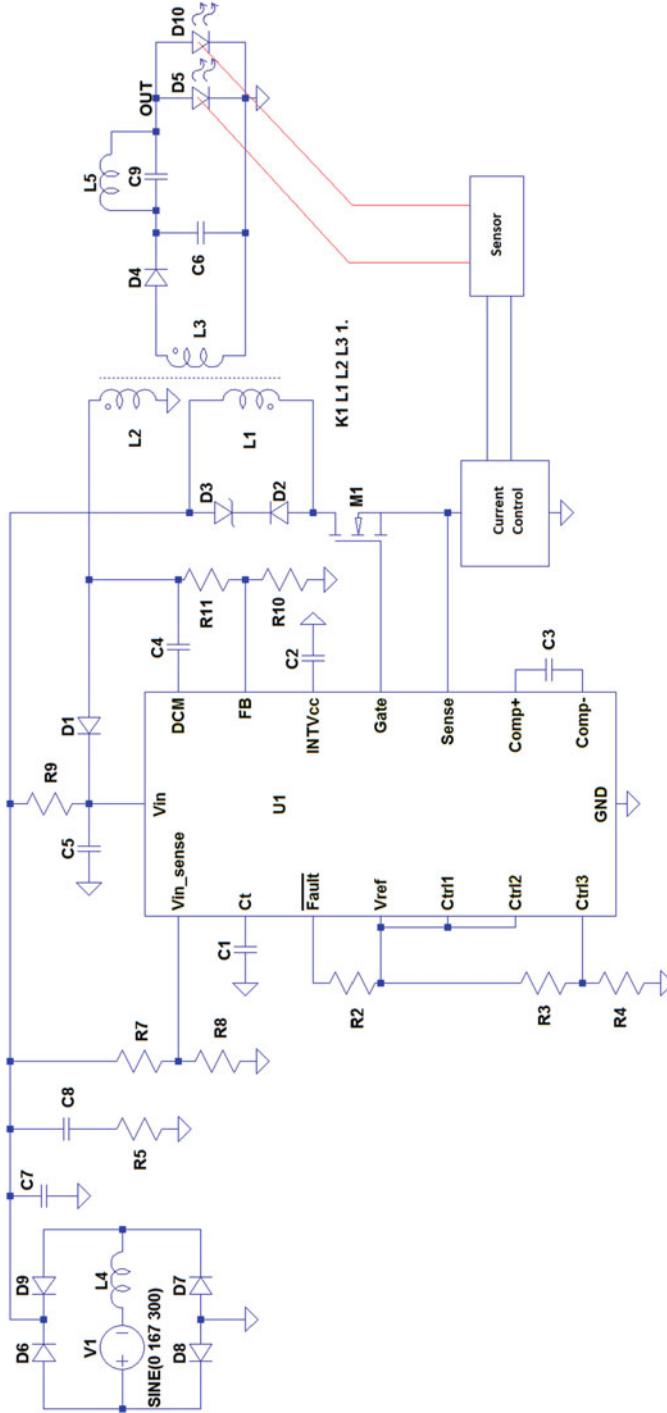 D10
D5
OUT
L5
C9
D4
C6
L3
K1 L1 L2 L3 1.
L2
L1
D3
D2
M1
Sensor
Current
Control
R11
R10
C4
C2
C3
D1
R9
C5
Vin
DCM
FB
INTVcc
Gate
Sense
Comp+
Comp-
U1
GND
Vin_sense
Ct
Fault
Vref
Ctrl1
Ctrl2
Ctrl3
C1
R2
R3
R4
R7
R8
C8
R5
C7
D9
L4
D7
D6
V1
D8
SINE(0 167 300)
+
-